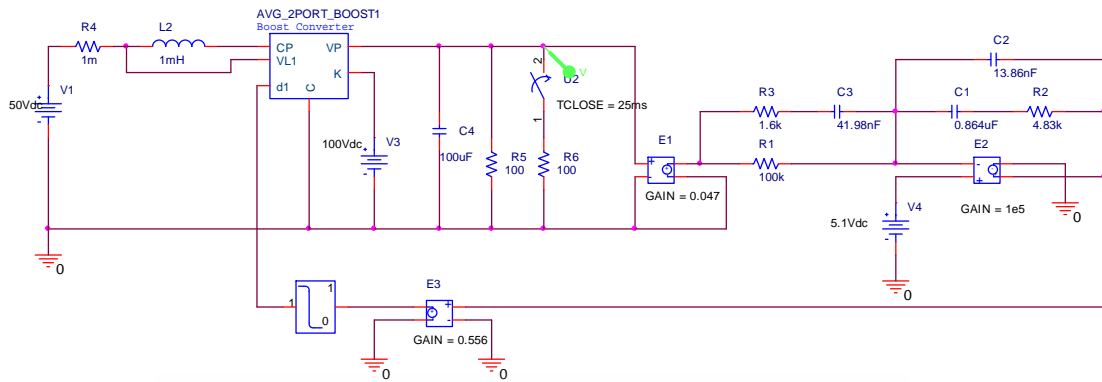 AVG_2PORT_BOOST1
Boost Converter
R4
1m
L2
1mH
CP
VL1
d1
VP
K
C
V1
50Vdc
100Vdc
V3
C4
100uF
R5
100
2
U2
TCLOSE = 25ms
1
R6
100
E1
GAIN = 0.047
R3
1.6k
C3
41.98nF
R1
100k
C2
13.86nF
C1
0.864uF
R2
4.83k
E2
GAIN = 1e5
V4
5.1Vdc
0
0
0
1
1
0
E3
GAIN = 0.556
0
0